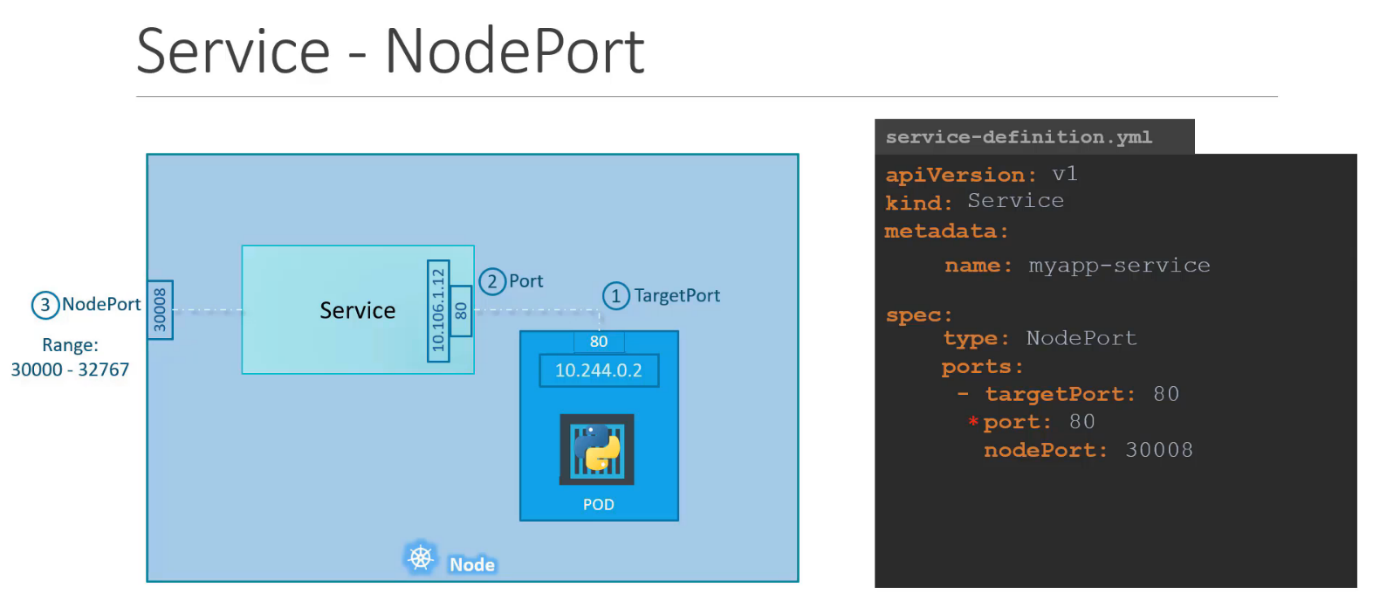 Service - NodePort
3 NodePort
Range:
30000 - 32767
30008
Service
10.106.1.12
80
2 Port
1 TargetPort
80
10.244.0.2
POD
Node
service-definition.yml
apiVersion: v1
kind: Service
metadata:
name: myapp-service
spec:
type: NodePort
ports:
- targetPort: 80
* port: 80
nodePort: 30008